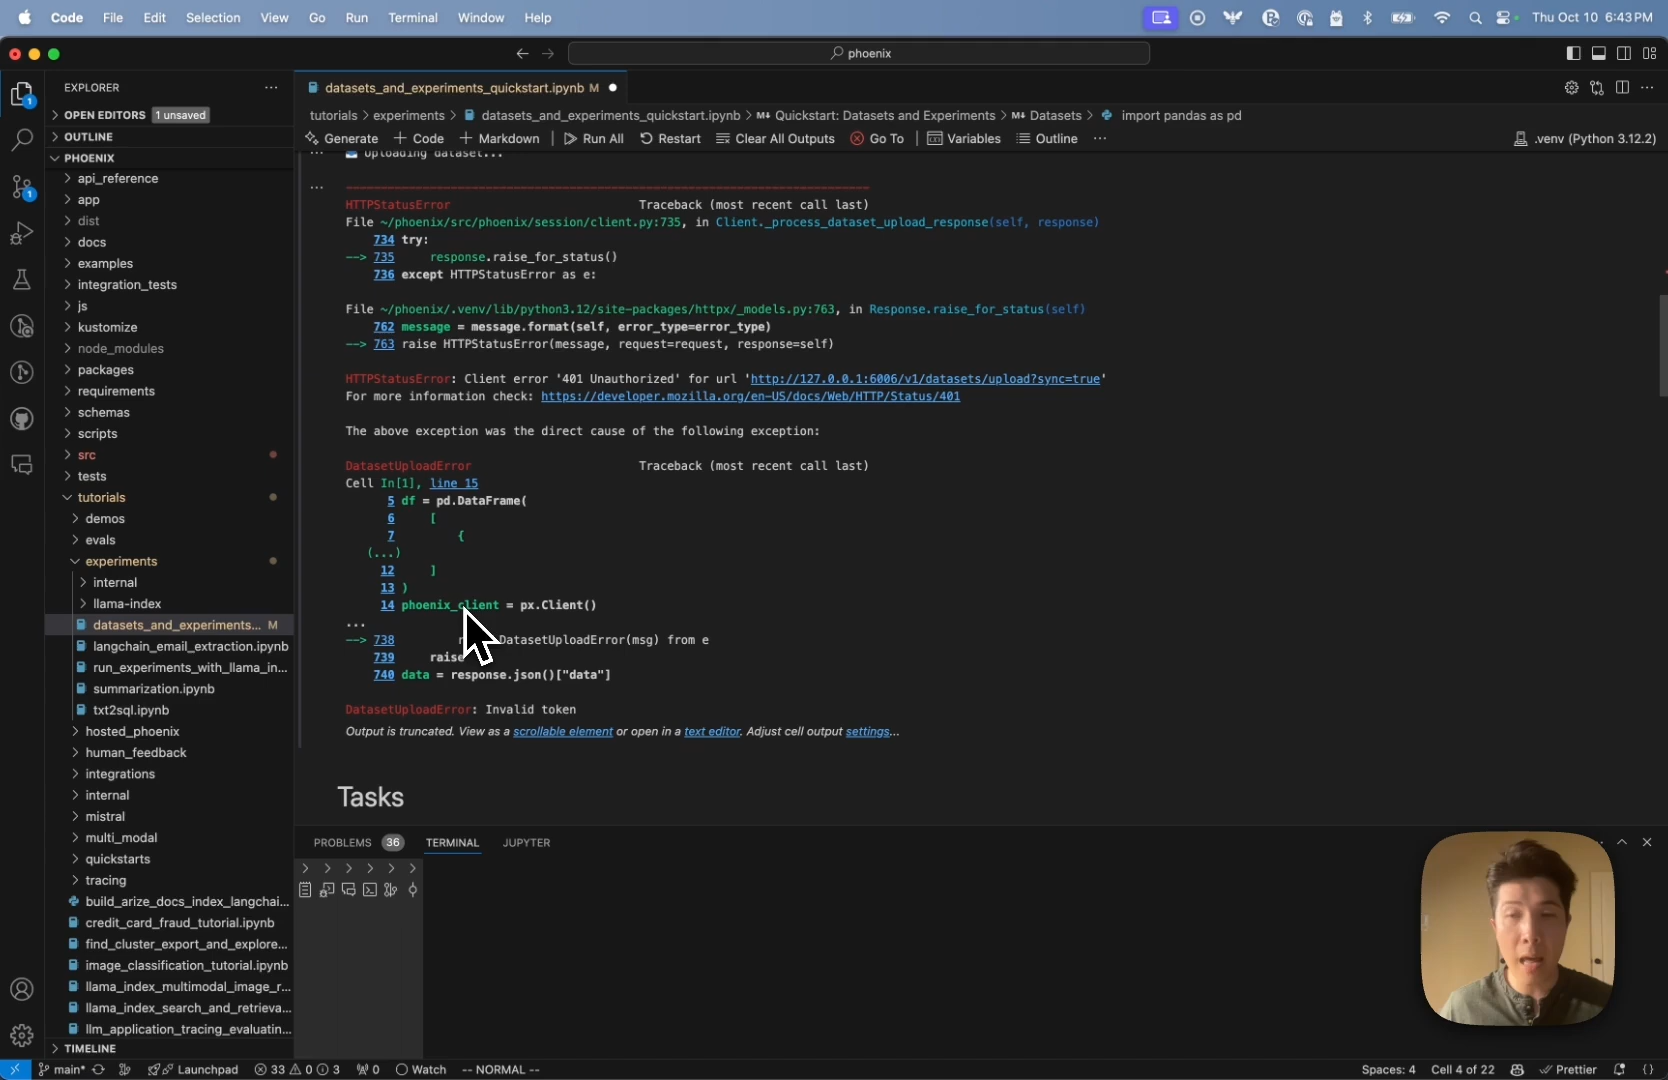 Code File Edit Selection View Go Run Terminal Window Help Thu Oct 10 6:43 PM
phoenix
EXPLORER
OPEN EDITORS 1 unsaved
OUTLINE
PHOENIX
api_reference
app
dist
docs
examples
integration_tests
js
kustomize
node_modules
packages
requirements
schemas
scripts
src
tests
tutorials
demos
evals
experiments
internal
llama-index
datasets_and_experiments... M
langchain_email_extraction.ipynb
run_experiments_with_llama_in...
summarization.ipynb
txt2sql.ipynb
hosted_phoenix
human_feedback
integrations
internal
mistral
multi_modal
quickstarts
tracing
build_arize_docs_index_langchai...
credit_card_fraud_tutorial.ipynb
find_cluster_export_and_explore...
image_classification_tutorial.ipynb
llama_index_multimodal_image_r...
llama_index_search_and_retrieva...
llm_application_tracing_evaluatin...
TIMELINE
datasets_and_experiments_quickstart.ipynb M
tutorials > experiments > datasets_and_experiments_quickstart.ipynb > M↓ Quickstart: Datasets and Experiments > M↓ Datasets > import pandas as pd
Generate + Code + Markdown Run All Restart Clear All Outputs Go To Variables Outline ... .venv (Python 3.12.2)
Uploading dataset...
HTTPStatusError Traceback (most recent call last)
File ~/phoenix/src/phoenix/session/client.py:735, in Client._process_dataset_upload_response(self, response)
734 try:
--> 735 response.raise_for_status()
736 except HTTPStatusError as e:
File ~/phoenix/.venv/lib/python3.12/site-packages/httpx/_models.py:763, in Response.raise_for_status(self)
762 message = message.format(self, error_type=error_type)
--> 763 raise HTTPStatusError(message, request=request, response=self)
HTTPStatusError: Client error '401 Unauthorized' for url 'http://127.0.0.1:6006/v1/datasets/upload?sync=true'
For more information check: https://developer.mozilla.org/en-US/docs/Web/HTTP/Status/401
The above exception was the direct cause of the following exception:
DatasetUploadError Traceback (most recent call last)
Cell In[1], line 15
5 df = pd.DataFrame(
6 [
7 {
(...)
12 ]
13 )
14 phoenix_client = px.Client()
...
--> 738 DatasetUploadError(msg) from e
739 raise
740 data = response.json()["data"]
DatasetUploadError: Invalid token
Output is truncated. View as a scrollable element or open in a text editor. Adjust cell output settings...
Tasks
PROBLEMS 36 TERMINAL JUPYTER
main* Launchpad 33 0 3 0 Watch -- NORMAL -- Spaces: 4 Cell 4 of 22 Prettier